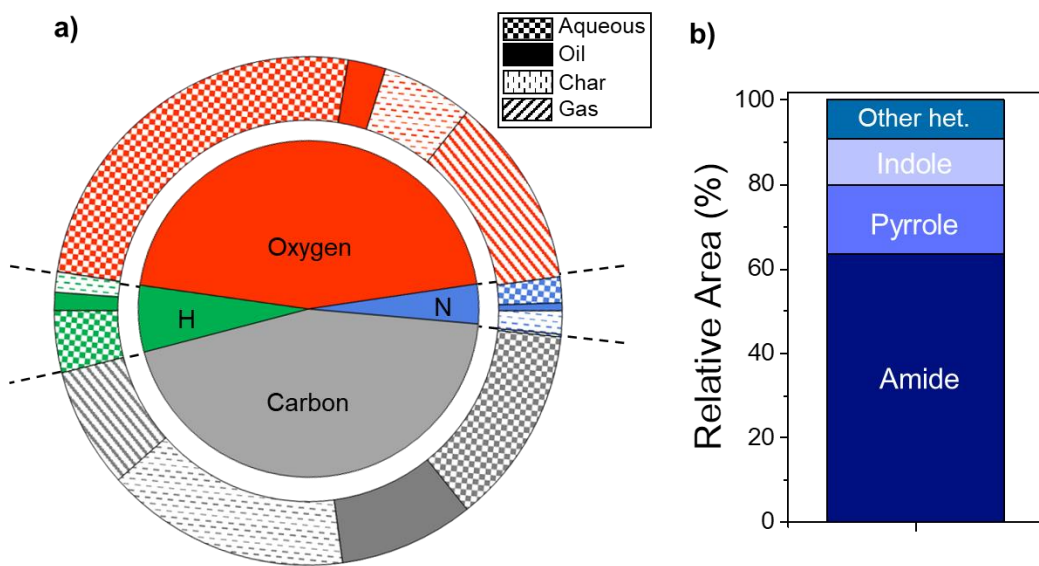 a)
Aqueous
Oil
Char
Gas
Oxygen
H
N
Carbon
b)
Relative Area (%)
100
80
60
40
20
0
Other het.
Indole
Pyrrole
Amide